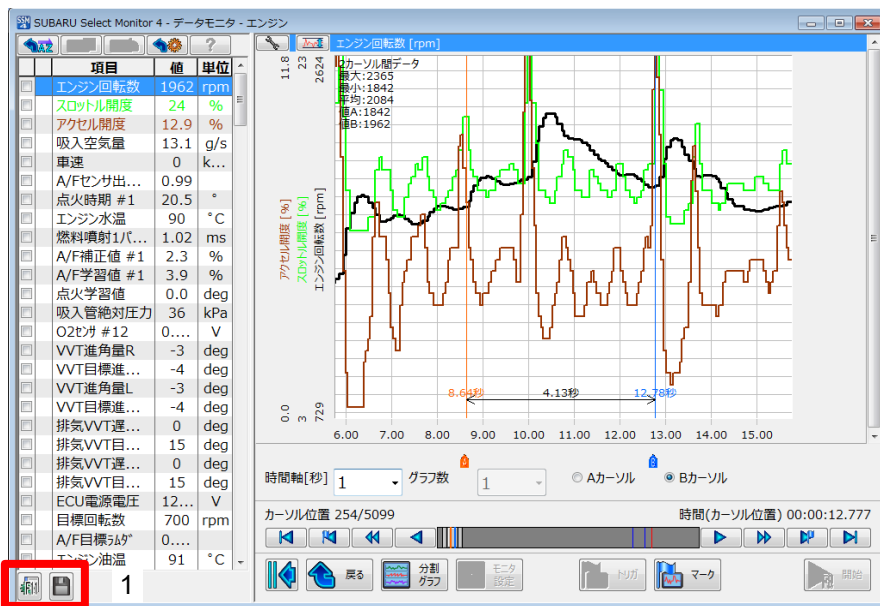 SUBARU Select Monitor 4 - データモニタ - エンジン
項目 値 単位
エンジン回転数 1962 rpm
スロットル開度 24 %
アクセル開度 12.9 %
吸入空気量 13.1 g/s
車速 0 k...
A/Fセンサ出... 0.99
点火時期 #1 20.5 °
エンジン水温 90 °C
燃料噴射1パ... 1.02 ms
A/F補正値 #1 2.3 %
A/F学習値 #1 3.9 %
点火学習値 0.0 deg
吸入管絶対圧力 36 kPa
O2センサ #12 0.... V
VVT進角量R -3 deg
VVT目標進... -4 deg
VVT進角量L -3 deg
VVT目標進... -4 deg
排気VVT遅... 0 deg
排気VVT目... 15 deg
排気VVT遅... 0 deg
排気VVT目... 15 deg
ECU電源電圧 12... V
目標回転数 700 rpm
A/F目標ラムダ 0....
エンジン油温 91 °C
1
エンジン回転数 [rpm]
11.8
23
2624
2カーソル間データ
最大:2365
最小:1842
平均:2084
値A:1842
値B:1962
アクセル開度 [%]
スロットル開度 [%]
エンジン回転数 [rpm]
0.0
3
729
8.64秒 4.13秒 12.78秒
6.00 7.00 8.00 9.00 10.00 11.00 12.00 13.00 14.00 15.00
時間軸[秒] 1 グラフ数 1 Aカーソル Bカーソル
カーソル位置 254/5099 時間(カーソル位置) 00:00:12.777
戻る 分割グラフ モニタ設定 トリガ マーク 開始